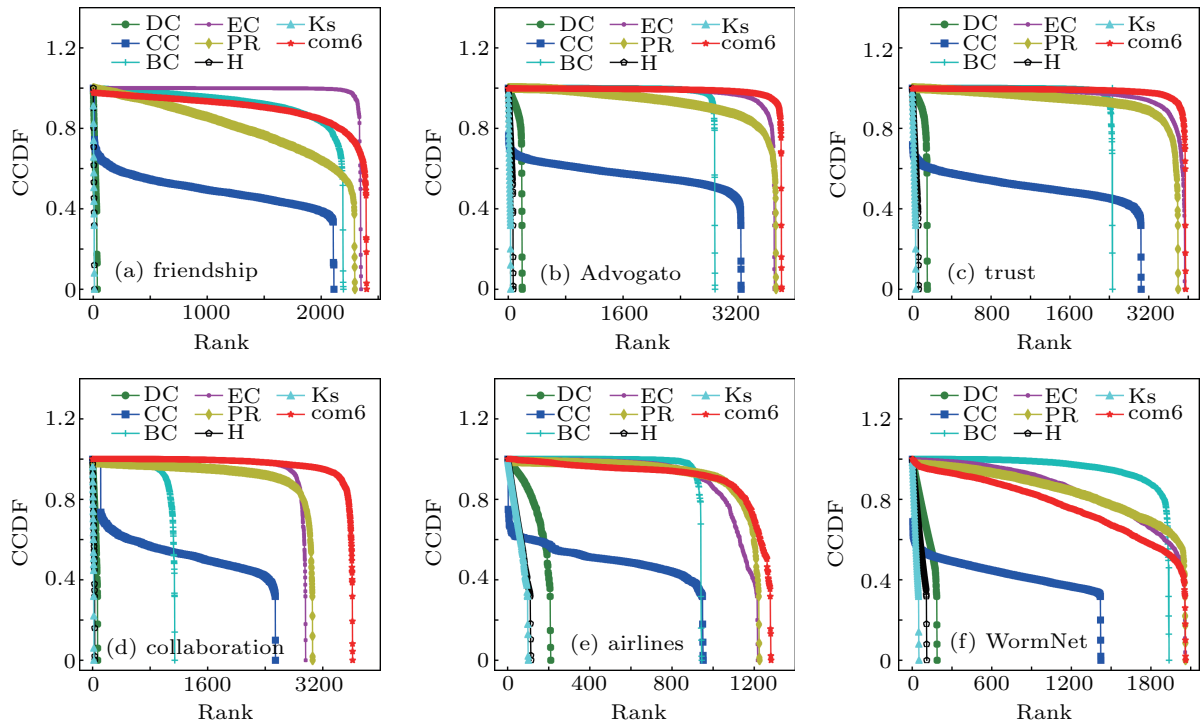 DC EC Ks
CC PR com6
BC H
1.2
0.8
0.4
0
CCDF
(a) friendship
0 1000 2000
Rank
DC EC Ks
CC PR com6
BC H
1.2
0.8
0.4
0
CCDF
(b) Advogato
0 1600 3200
Rank
DC EC Ks
CC PR com6
BC H
1.2
0.8
0.4
0
CCDF
(c) trust
0 800 1600 3200
Rank
DC EC Ks
CC PR com6
BC H
1.2
0.8
0.4
0
CCDF
(d) collaboration
0 1600 3200
Rank
DC EC Ks
CC PR com6
BC H
1.2
0.8
0.4
0
CCDF
(e) airlines
0 400 800 1200
Rank
DC EC Ks
CC PR com6
BC H
1.2
0.8
0.4
0
CCDF
(f) WormNet
0 600 1200 1800
Rank